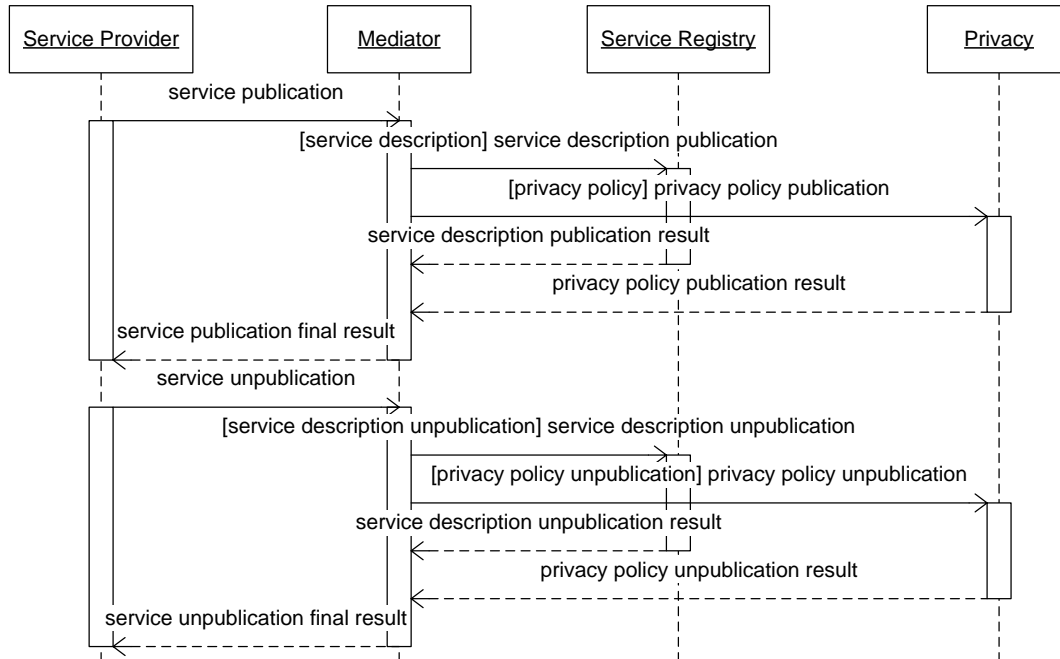 Service Provider
Mediator
Service Registry
Privacy
service publication
[service description] service description publication
[privacy policy] privacy policy publication
service description publication result
privacy policy publication result
service publication final result
service unpublication
[service description unpublication] service description unpublication
[privacy policy unpublication] privacy policy unpublication
service description unpublication result
privacy policy unpublication result
service unpublication final result